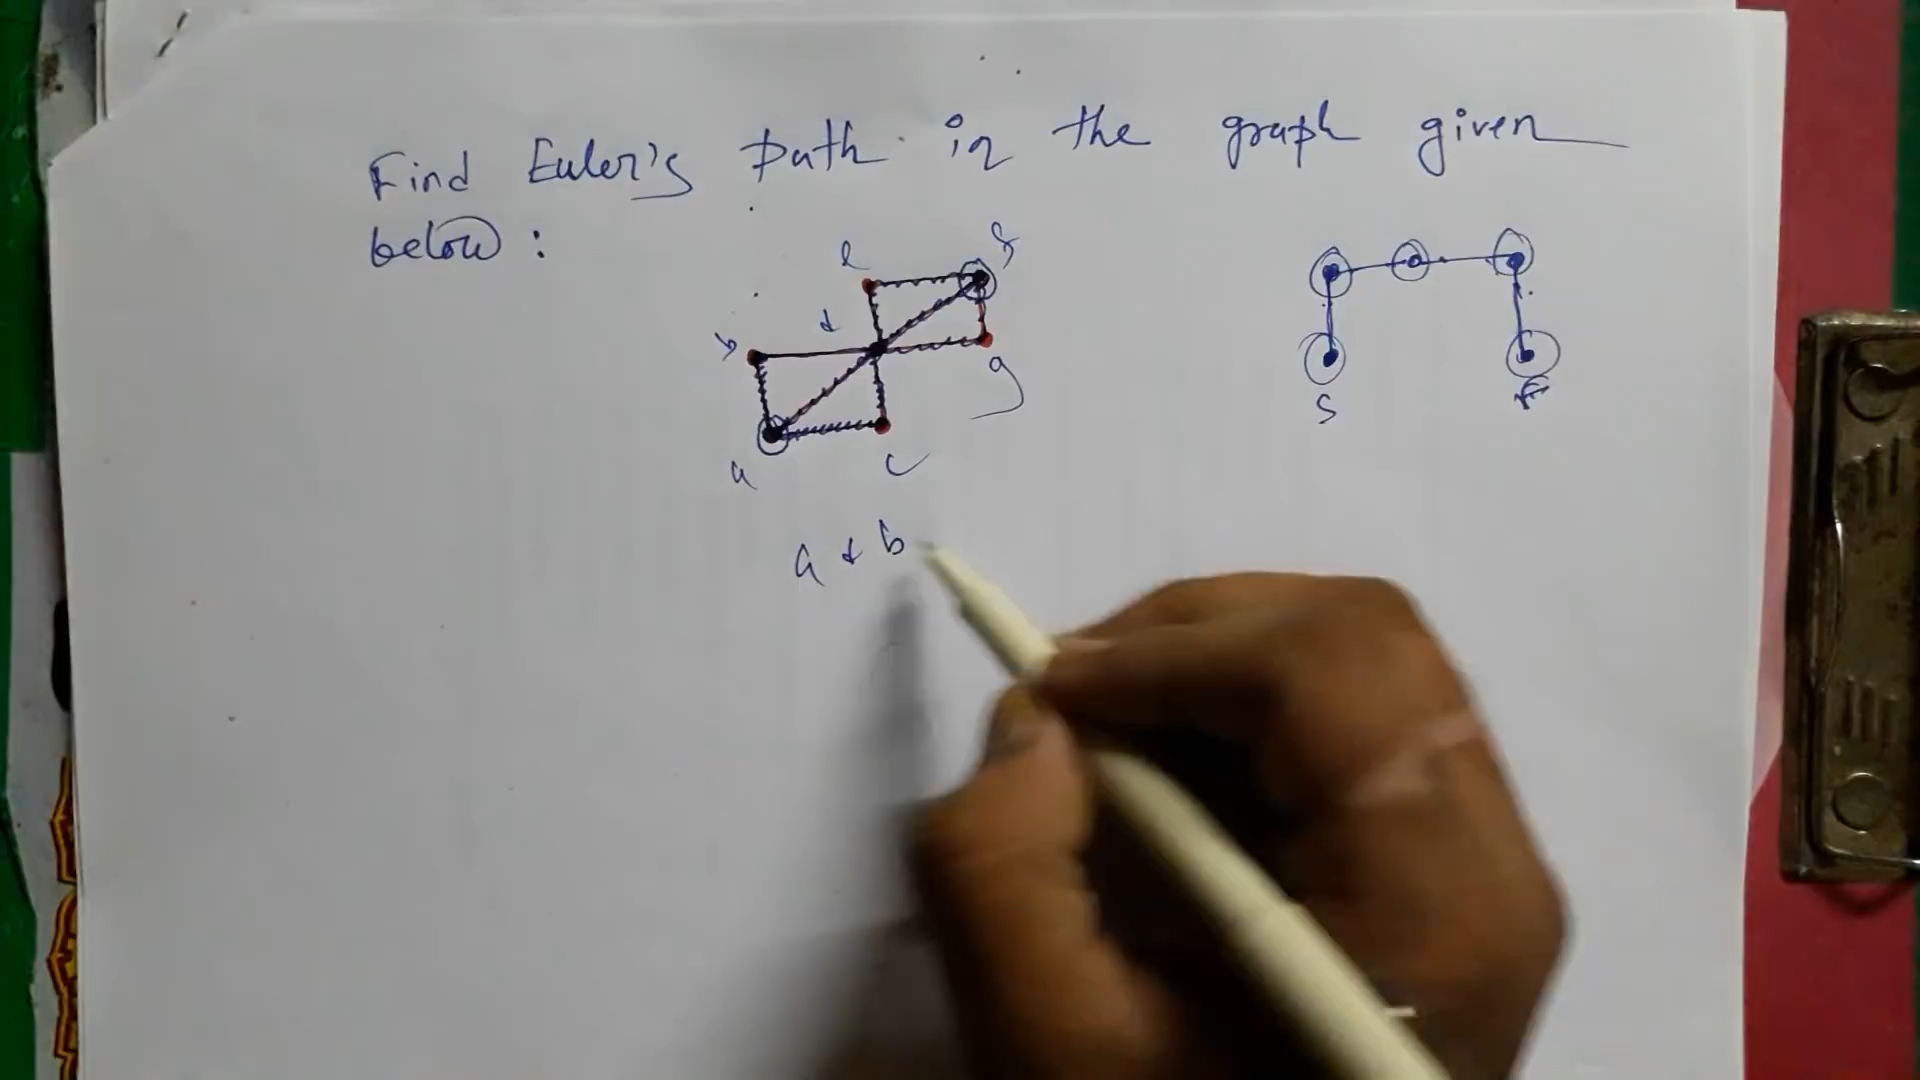 Find Euler's path in the graph given
below :
e f
b d
g
a c
S F
a d b